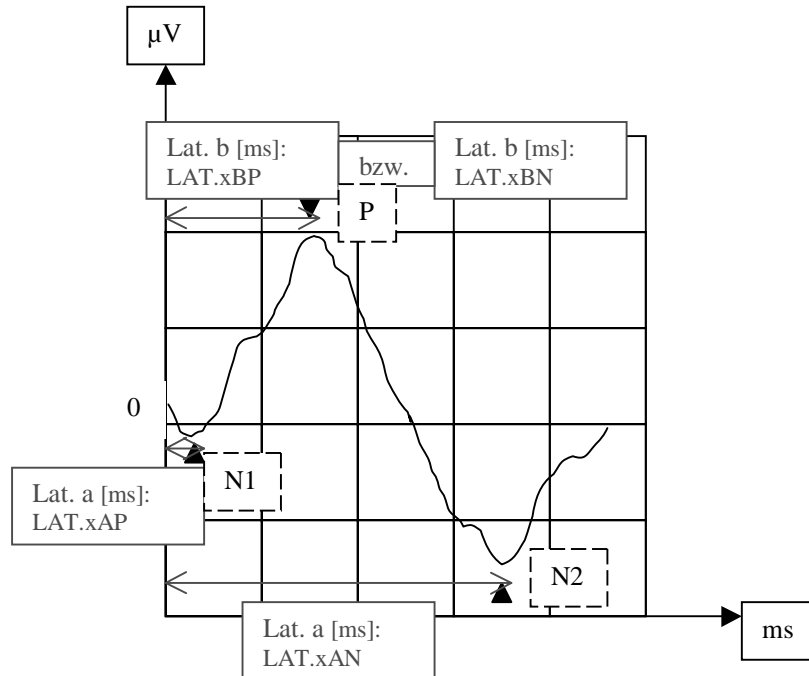 µV
Lat. b [ms]:
LAT.xBP
bzw.
Lat. b [ms]:
LAT.xBN
P
0
N1
Lat. a [ms]:
LAT.xAP
N2
Lat. a [ms]:
LAT.xAN
ms